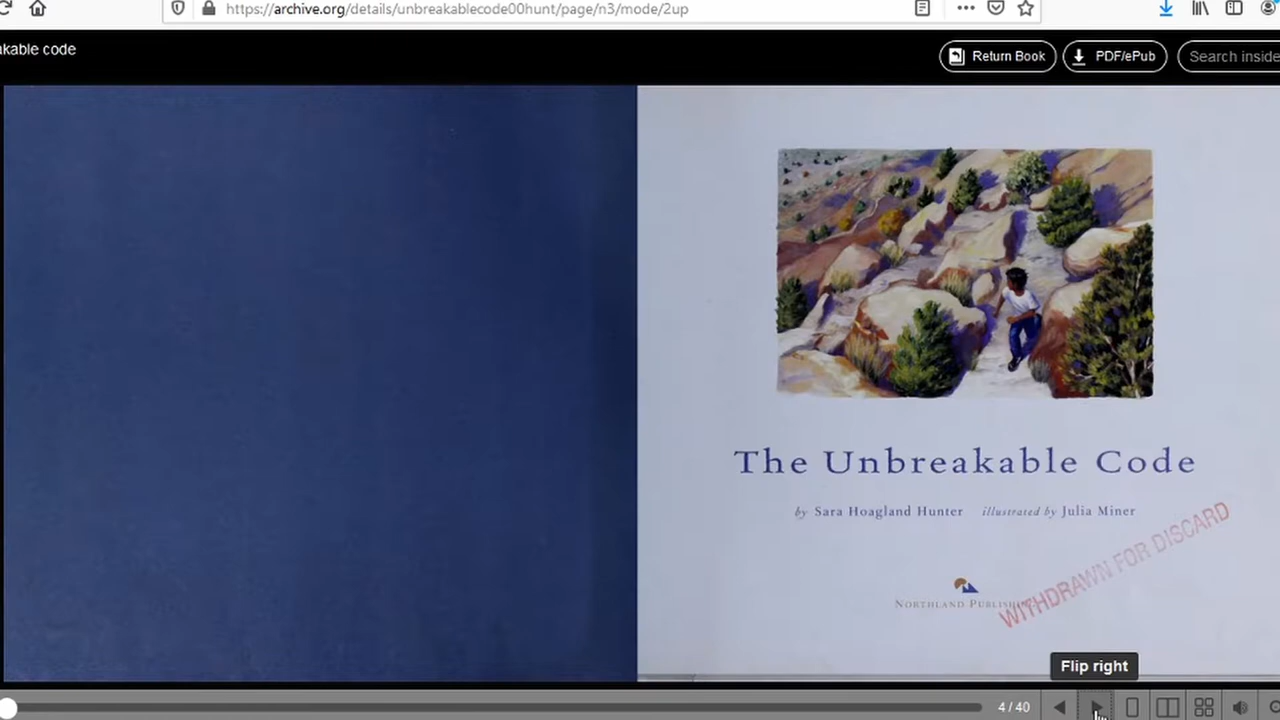 https://archive.org/details/unbreakablecode00hunt/page/n3/mode/2up
akable code
Return Book
PDF/ePub
Search inside
The Unbreakable Code
by Sara Hoagland Hunter illustrated by Julia Miner
NORTHLAND PUBLISHING
WITHDRAWN FOR DISCARD
Flip right
4 / 40